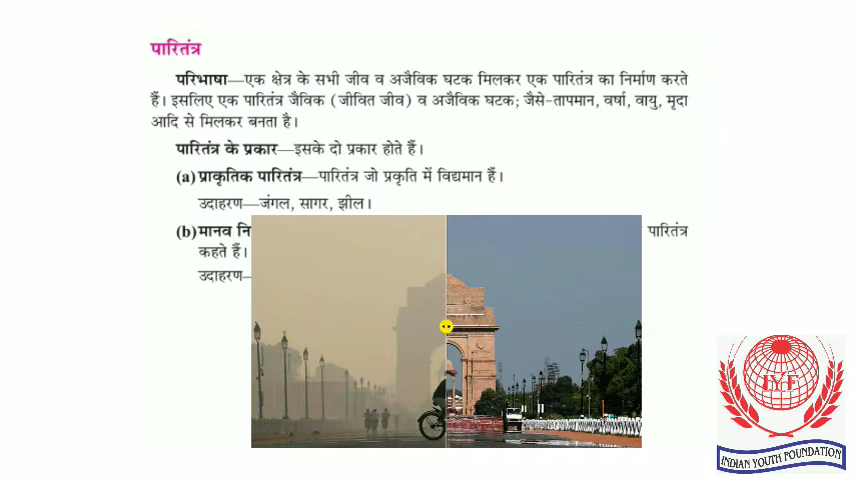 पारितंत्र
परिभाषा—एक क्षेत्र के सभी जीव व अजैविक घटक मिलकर एक पारितंत्र का निर्माण करते
हैं। इसलिए एक पारितंत्र जैविक (जीवित जीव) व अजैविक घटक; जैसे-तापमान, वर्षा, वायु, मृदा
आदि से मिलकर बनता है।
पारितंत्र के प्रकार—इसके दो प्रकार होते हैं।
(a) प्राकृतिक पारितंत्र—पारितंत्र जो प्रकृति में विद्यमान हैं।
उदाहरण—जंगल, सागर, झील।
(b) मानव पारितंत्र
कहते हैं।
उदाहरण—
IYF
INDIAN YOUTH FOUNDATION